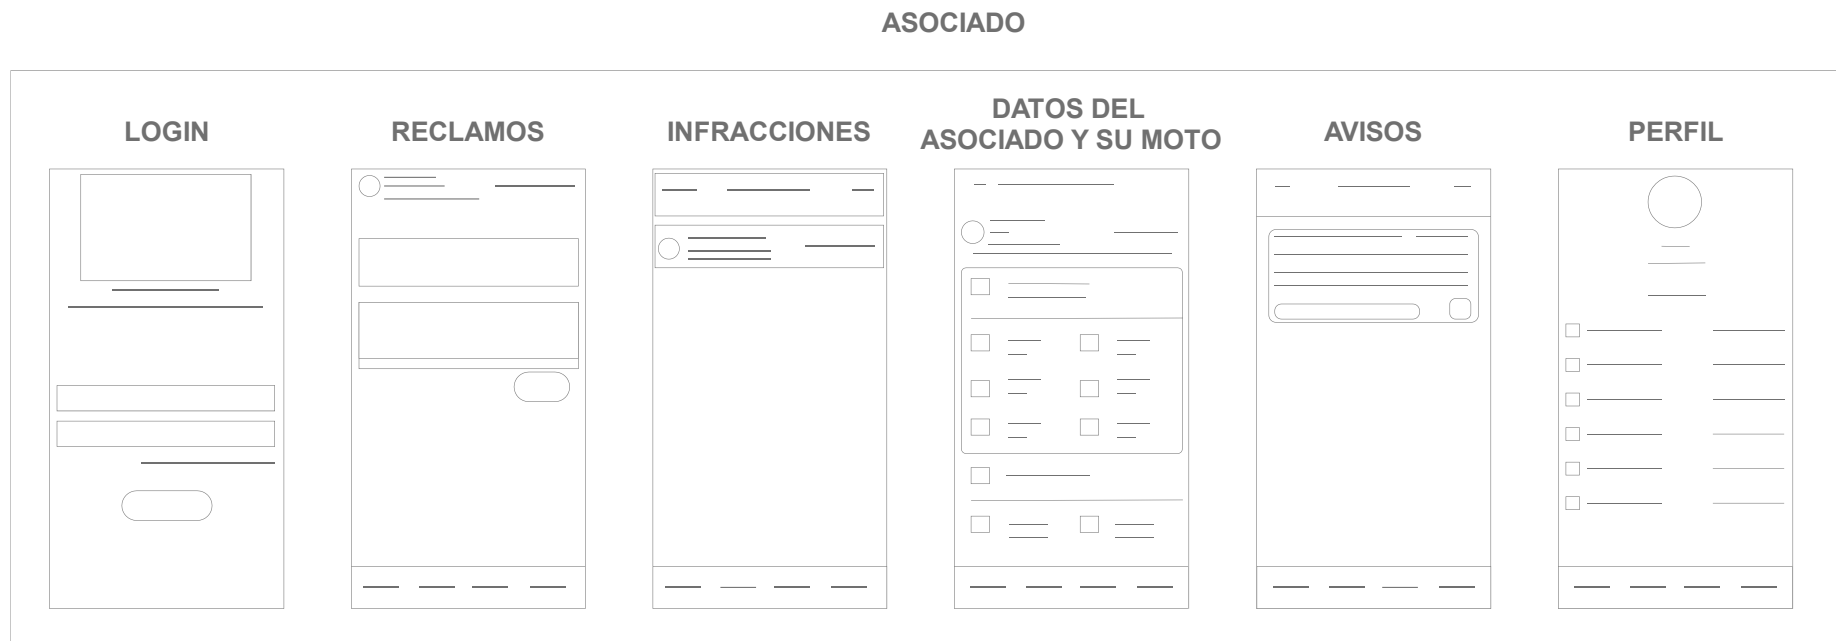 ASOCIADO
LOGIN
RECLAMOS
INFRACCIONES
DATOS DEL
ASOCIADO Y SU MOTO
AVISOS
PERFIL